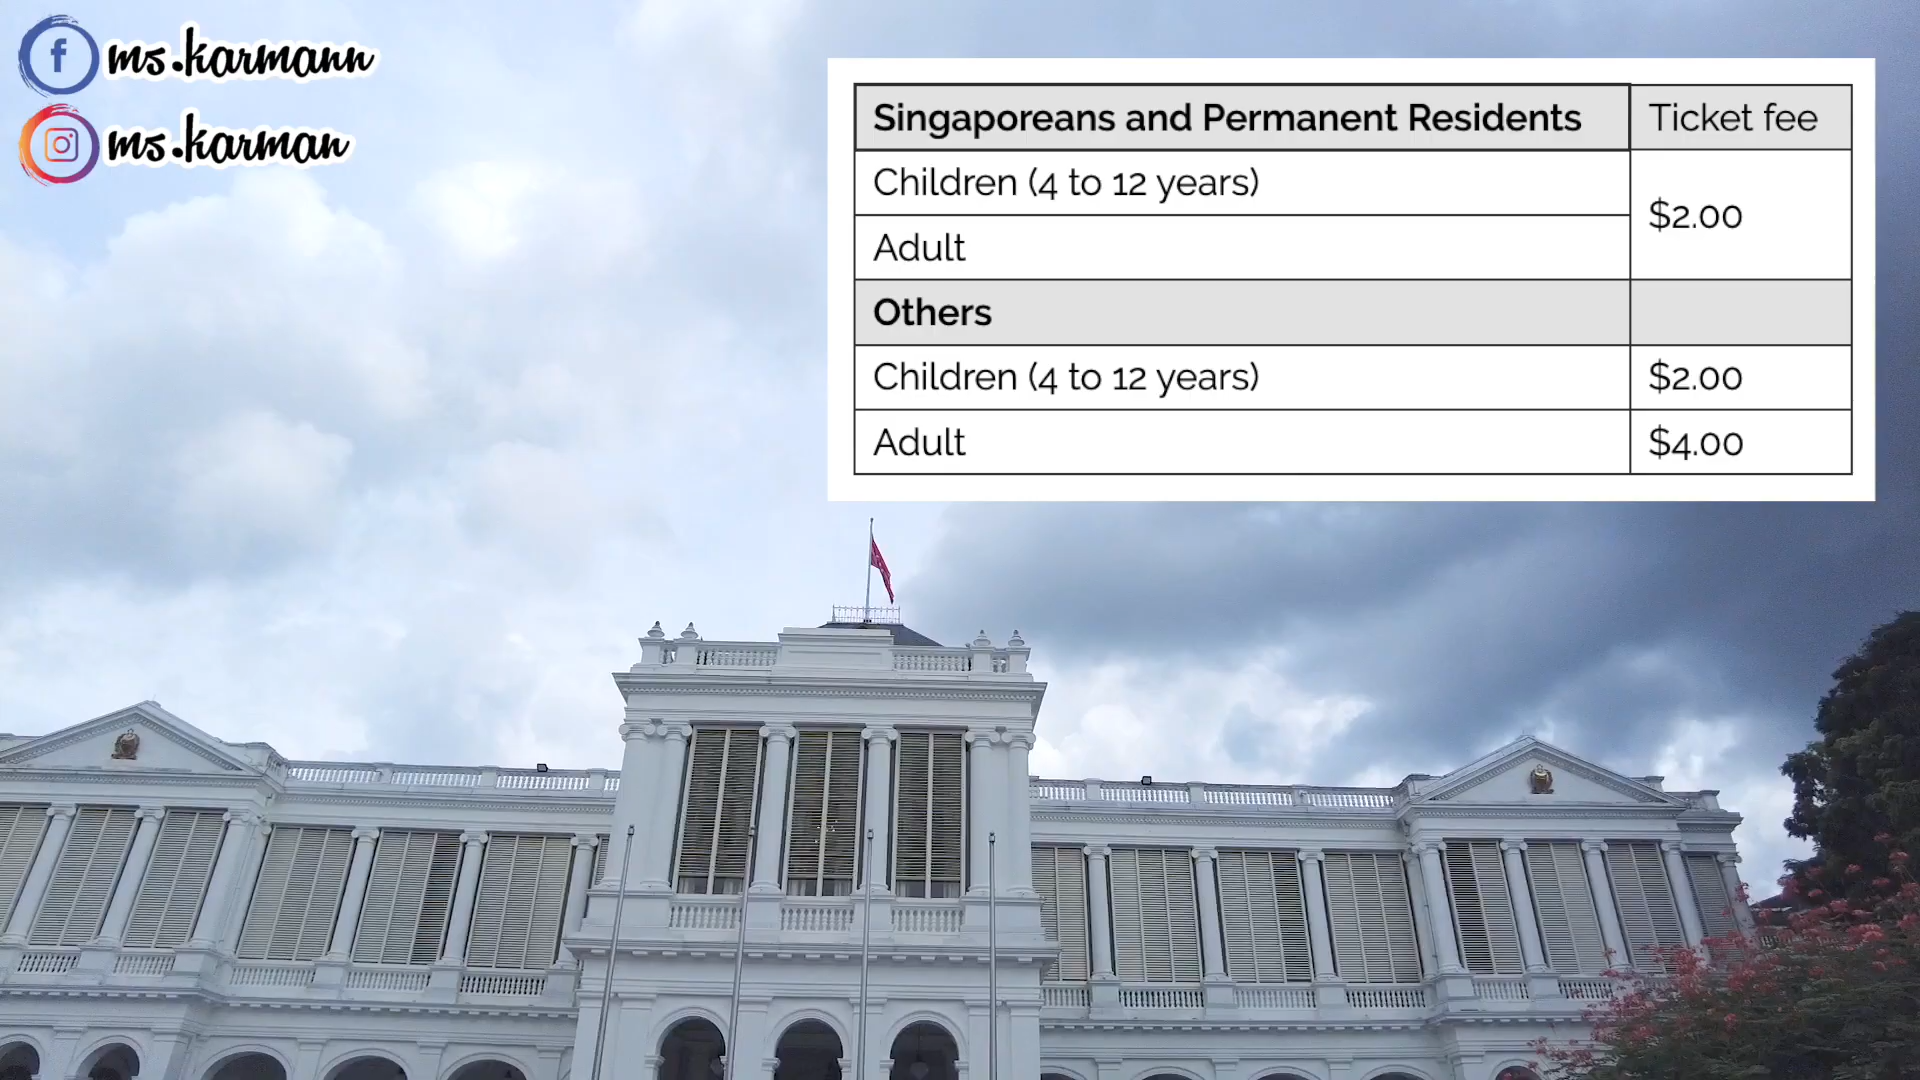 ms.karmann
ms.karman
Singaporeans and Permanent Residents Ticket fee
Children (4 to 12 years)
$2.00
Adult
Others
Children (4 to 12 years) $2.00
Adult $4.00